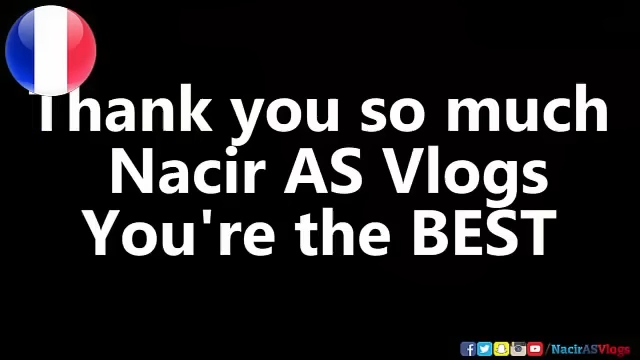 Thank you so much
Nacir AS Vlogs
You're the BEST
/NacirASVlogs